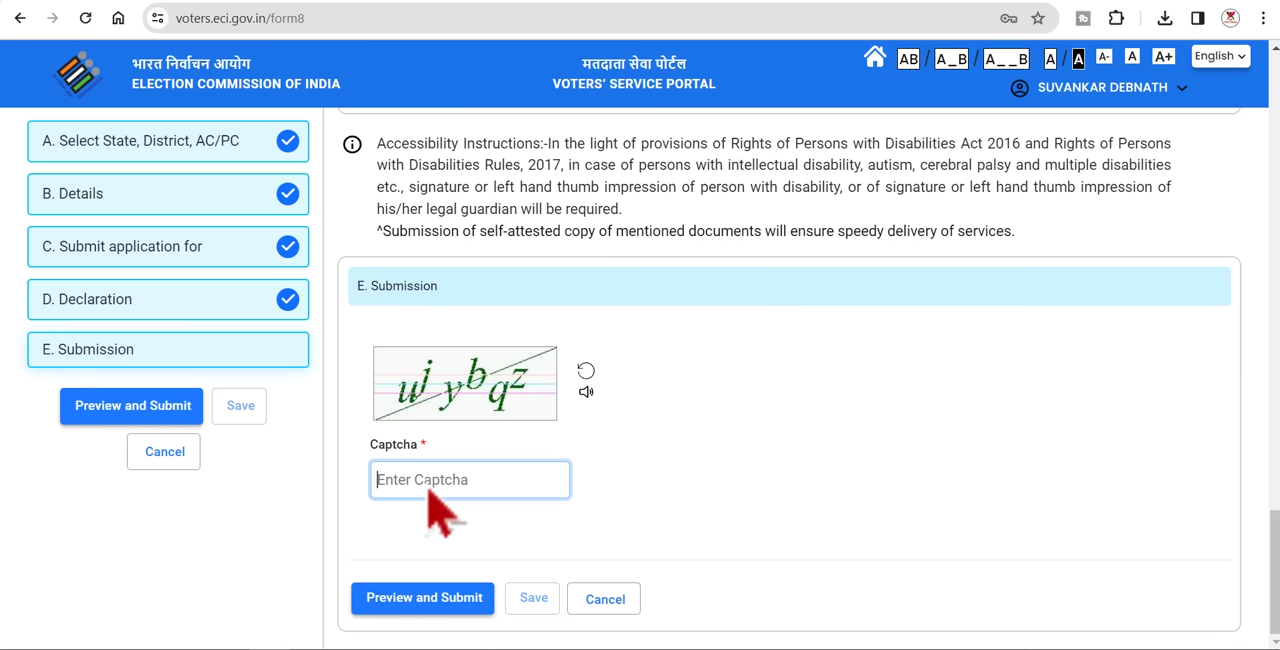 voters.eci.gov.in/form8
भारत निर्वाचन आयोग
ELECTION COMMISSION OF INDIA
मतदाता सेवा पोर्टल
VOTERS' SERVICE PORTAL
AB / A_B / A__B A / A A- A A+ English
SUVANKAR DEBNATH
A. Select State, District, AC/PC
B. Details
C. Submit application for
D. Declaration
E. Submission
Preview and Submit Save
Cancel
Accessibility Instructions:-In the light of provisions of Rights of Persons with Disabilities Act 2016 and Rights of Persons
with Disabilities Rules, 2017, in case of persons with intellectual disability, autism, cerebral palsy and multiple disabilities
etc., signature or left hand thumb impression of person with disability, or of signature or left hand thumb impression of
his/her legal guardian will be required.
^Submission of self-attested copy of mentioned documents will ensure speedy delivery of services.
E. Submission
ujybqz
Captcha *
Enter Captcha
Preview and Submit Save Cancel